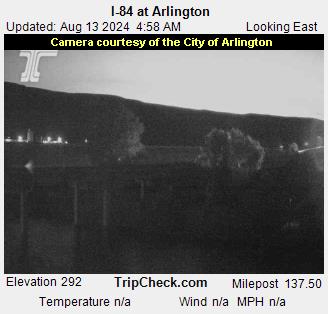 I-84 at Arlington
Updated: Aug 13 2024 4:58 AM Looking East
Camera courtesy of the City of Arlington
Elevation 292 TripCheck.com Milepost 137.50
Temperature n/a Wind n/a MPH n/a